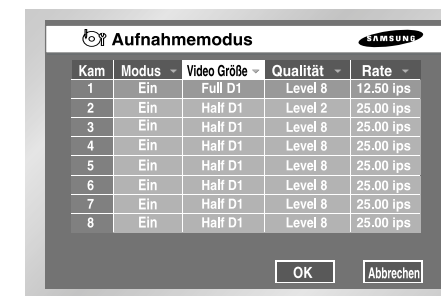 Aufnahmemodus SAMSUNG
Kam Modus Video Größe Qualität Rate
1 Ein Full D1 Level 8 12.50 ips
2 Ein Half D1 Level 2 25.00 ips
3 Ein Half D1 Level 8 25.00 ips
4 Ein Half D1 Level 8 25.00 ips
5 Ein Half D1 Level 8 25.00 ips
6 Ein Half D1 Level 8 25.00 ips
7 Ein Half D1 Level 8 25.00 ips
8 Ein Half D1 Level 8 25.00 ips
OK Abbrechen